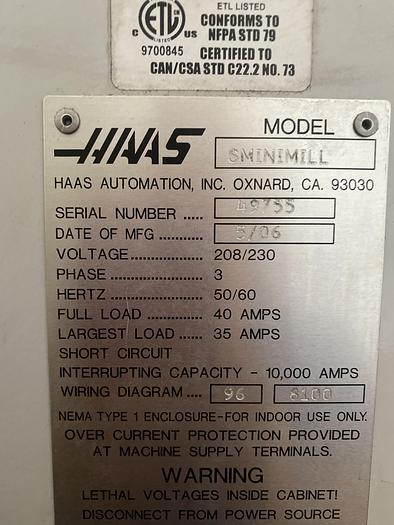 ETL LISTED
CONFORMS TO
NFPA STD 79
C ETL US
LISTED
9700845
CERTIFIED TO
CAN/CSA STD C22.2 NO. 73
HAAS
MODEL
SMINIMILL
HAAS AUTOMATION, INC. OXNARD, CA. 93030
SERIAL NUMBER ..... 49755
DATE OF MFG ............ 5/06
VOLTAGE .................. 208/230
PHASE ...................... 3
HERTZ ...................... 50/60
FULL LOAD .............. 40 AMPS
LARGEST LOAD ...... 35 AMPS
SHORT CIRCUIT
INTERRUPTING CAPACITY - 10,000 AMPS
WIRING DIAGRAM .... 96 8100
NEMA TYPE 1 ENCLOSURE-FOR INDOOR USE ONLY.
OVER CURRENT PROTECTION PROVIDED
AT MACHINE SUPPLY TERMINALS.
WARNING
LETHAL VOLTAGES INSIDE CABINET!
DISCONNECT FROM POWER SOURCE